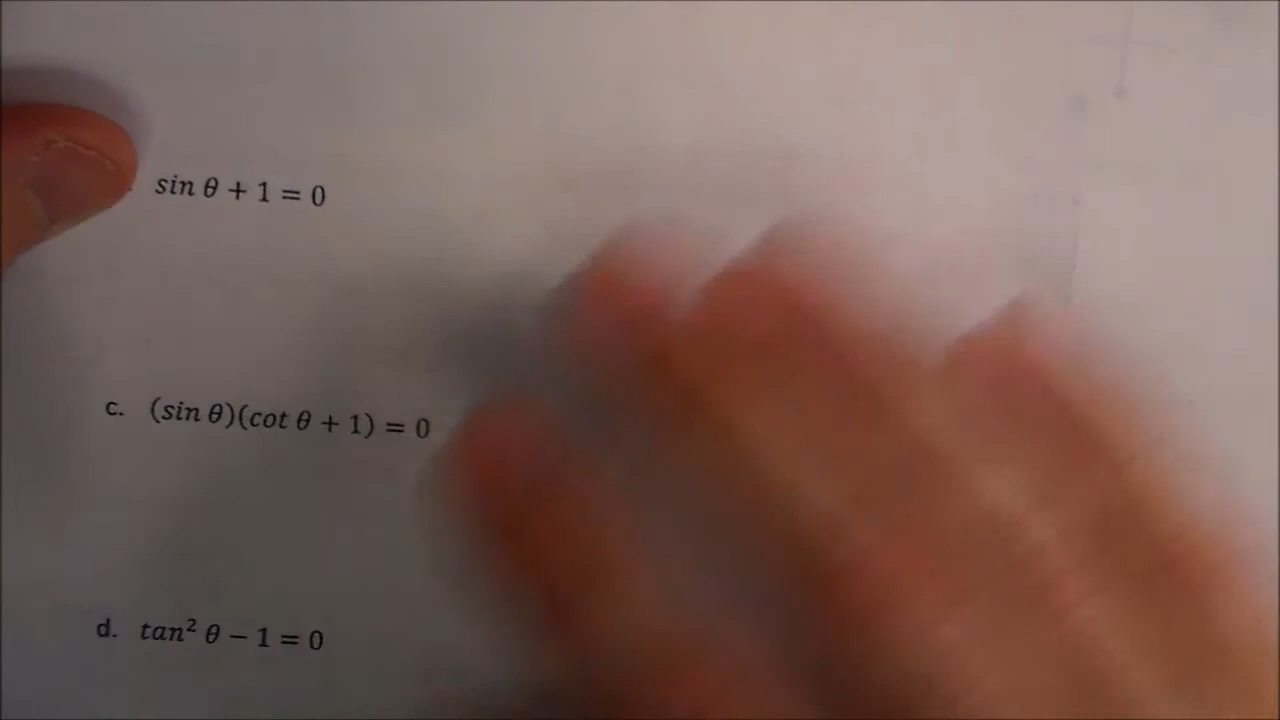 sin θ + 1 = 0
c. (sin θ)(cot θ + 1) = 0
d. tan² θ − 1 = 0